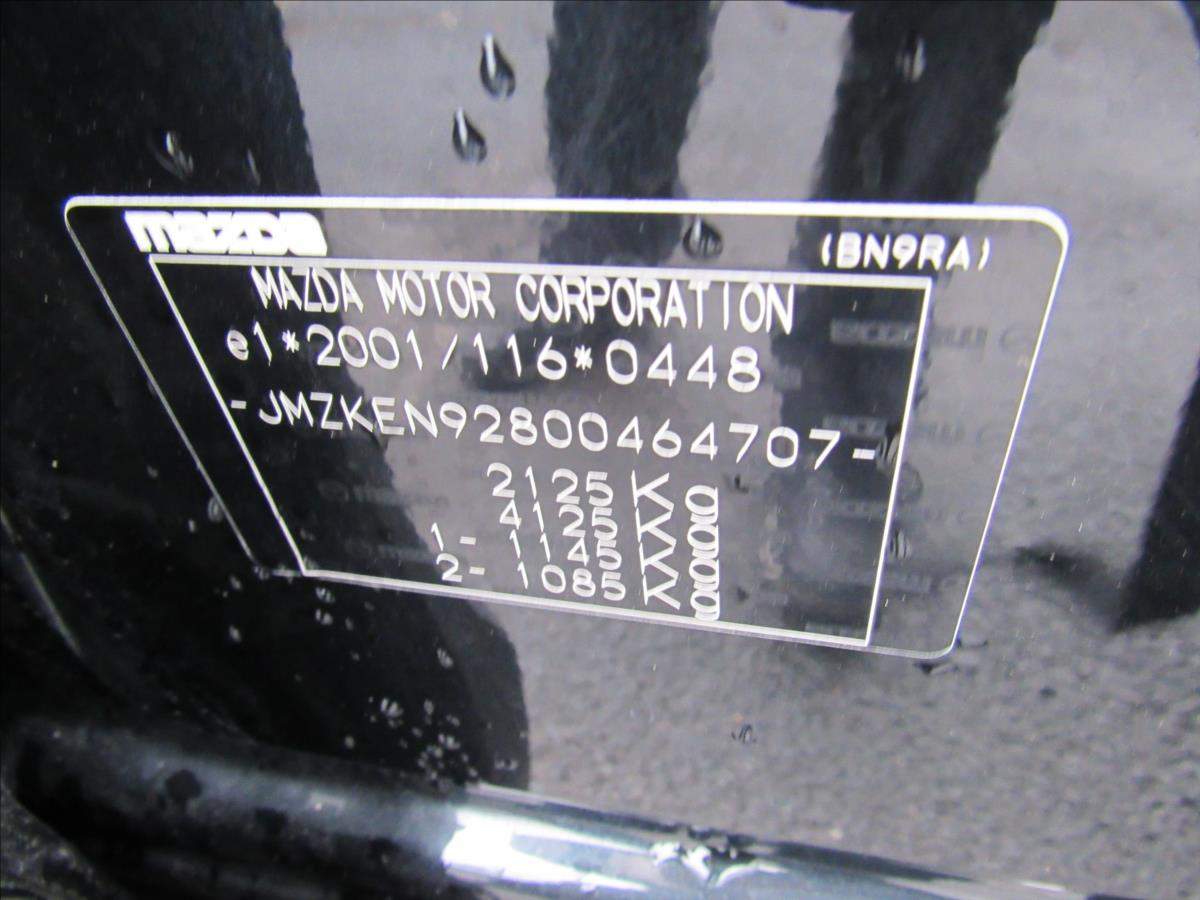 mazda
(BN9RA)
MAZDA MOTOR CORPORATION
e1*2001/116*0448
-JMZKEN92800464707-
2125 Kg
4125 Kg
1- 1145 Kg
2- 1085 Kg